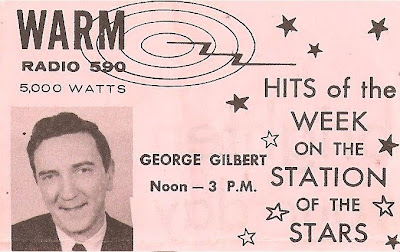 WARM
RADIO 590
5,000 WATTS
GEORGE GILBERT
Noon — 3 P.M.
HITS of the
WEEK
ON THE
STATION
OF THE
STARS